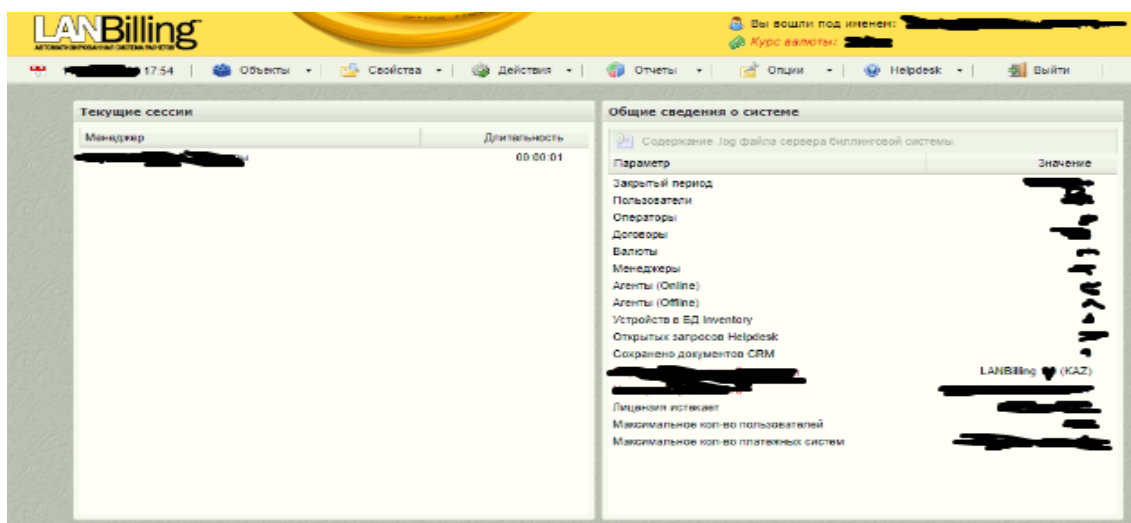 LANBilling
АВТОМАТИЗИРОВАННАЯ СИСТЕМА РАСЧЕТОВ
Вы вошли под именем:
Курс валюты:
17:54 | Объекты | Свойства | Действия | Отчеты | Опции | Helpdesk | Выйти
Текущие сессии
Менеджер Длительность
00:00:01
Общие сведения о системе
Содержание .log файла сервера биллинговой системы
Параметр Значение
Закрытый период
Пользователи
Операторы
Договоры
Валюты
Менеджеры
Агенты (Online)
Агенты (Offline)
Устройств в БД Inventory
Открытых запросов Helpdesk
Сохранено документов CRM
LANBilling (KAZ)
Лицензия истекает
Максимальное кол-во пользователей
Максимальное кол-во платежных систем